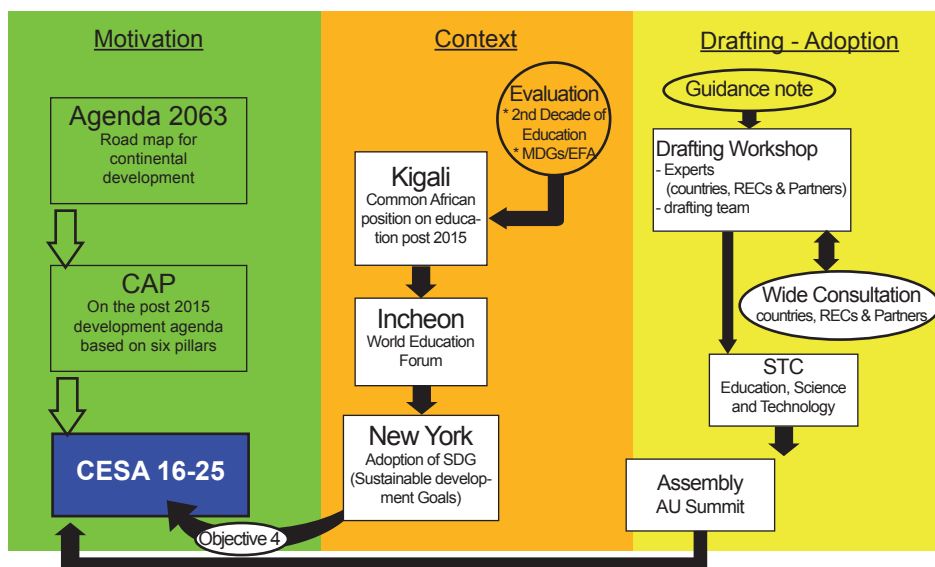 Motivation
Agenda 2063
Road map for
continental
development
CAP
On the post 2015
development agenda
based on six pillars
CESA 16-25
Context
Evaluation
* 2nd Decade of
Education
* MDGs/EFA
Kigali
Common African
position on educa-
tion post 2015
Incheon
World Education
Forum
New York
Adoption of SDG
(Sustainable develop-
ment Goals)
Objective 4
Drafting - Adoption
Guidance note
Drafting Workshop
- Experts
(countries, RECs & Partners)
- drafting team
Wide Consultation
countries, RECs & Partners
STC
Education, Science
and Technology
Assembly
AU Summit